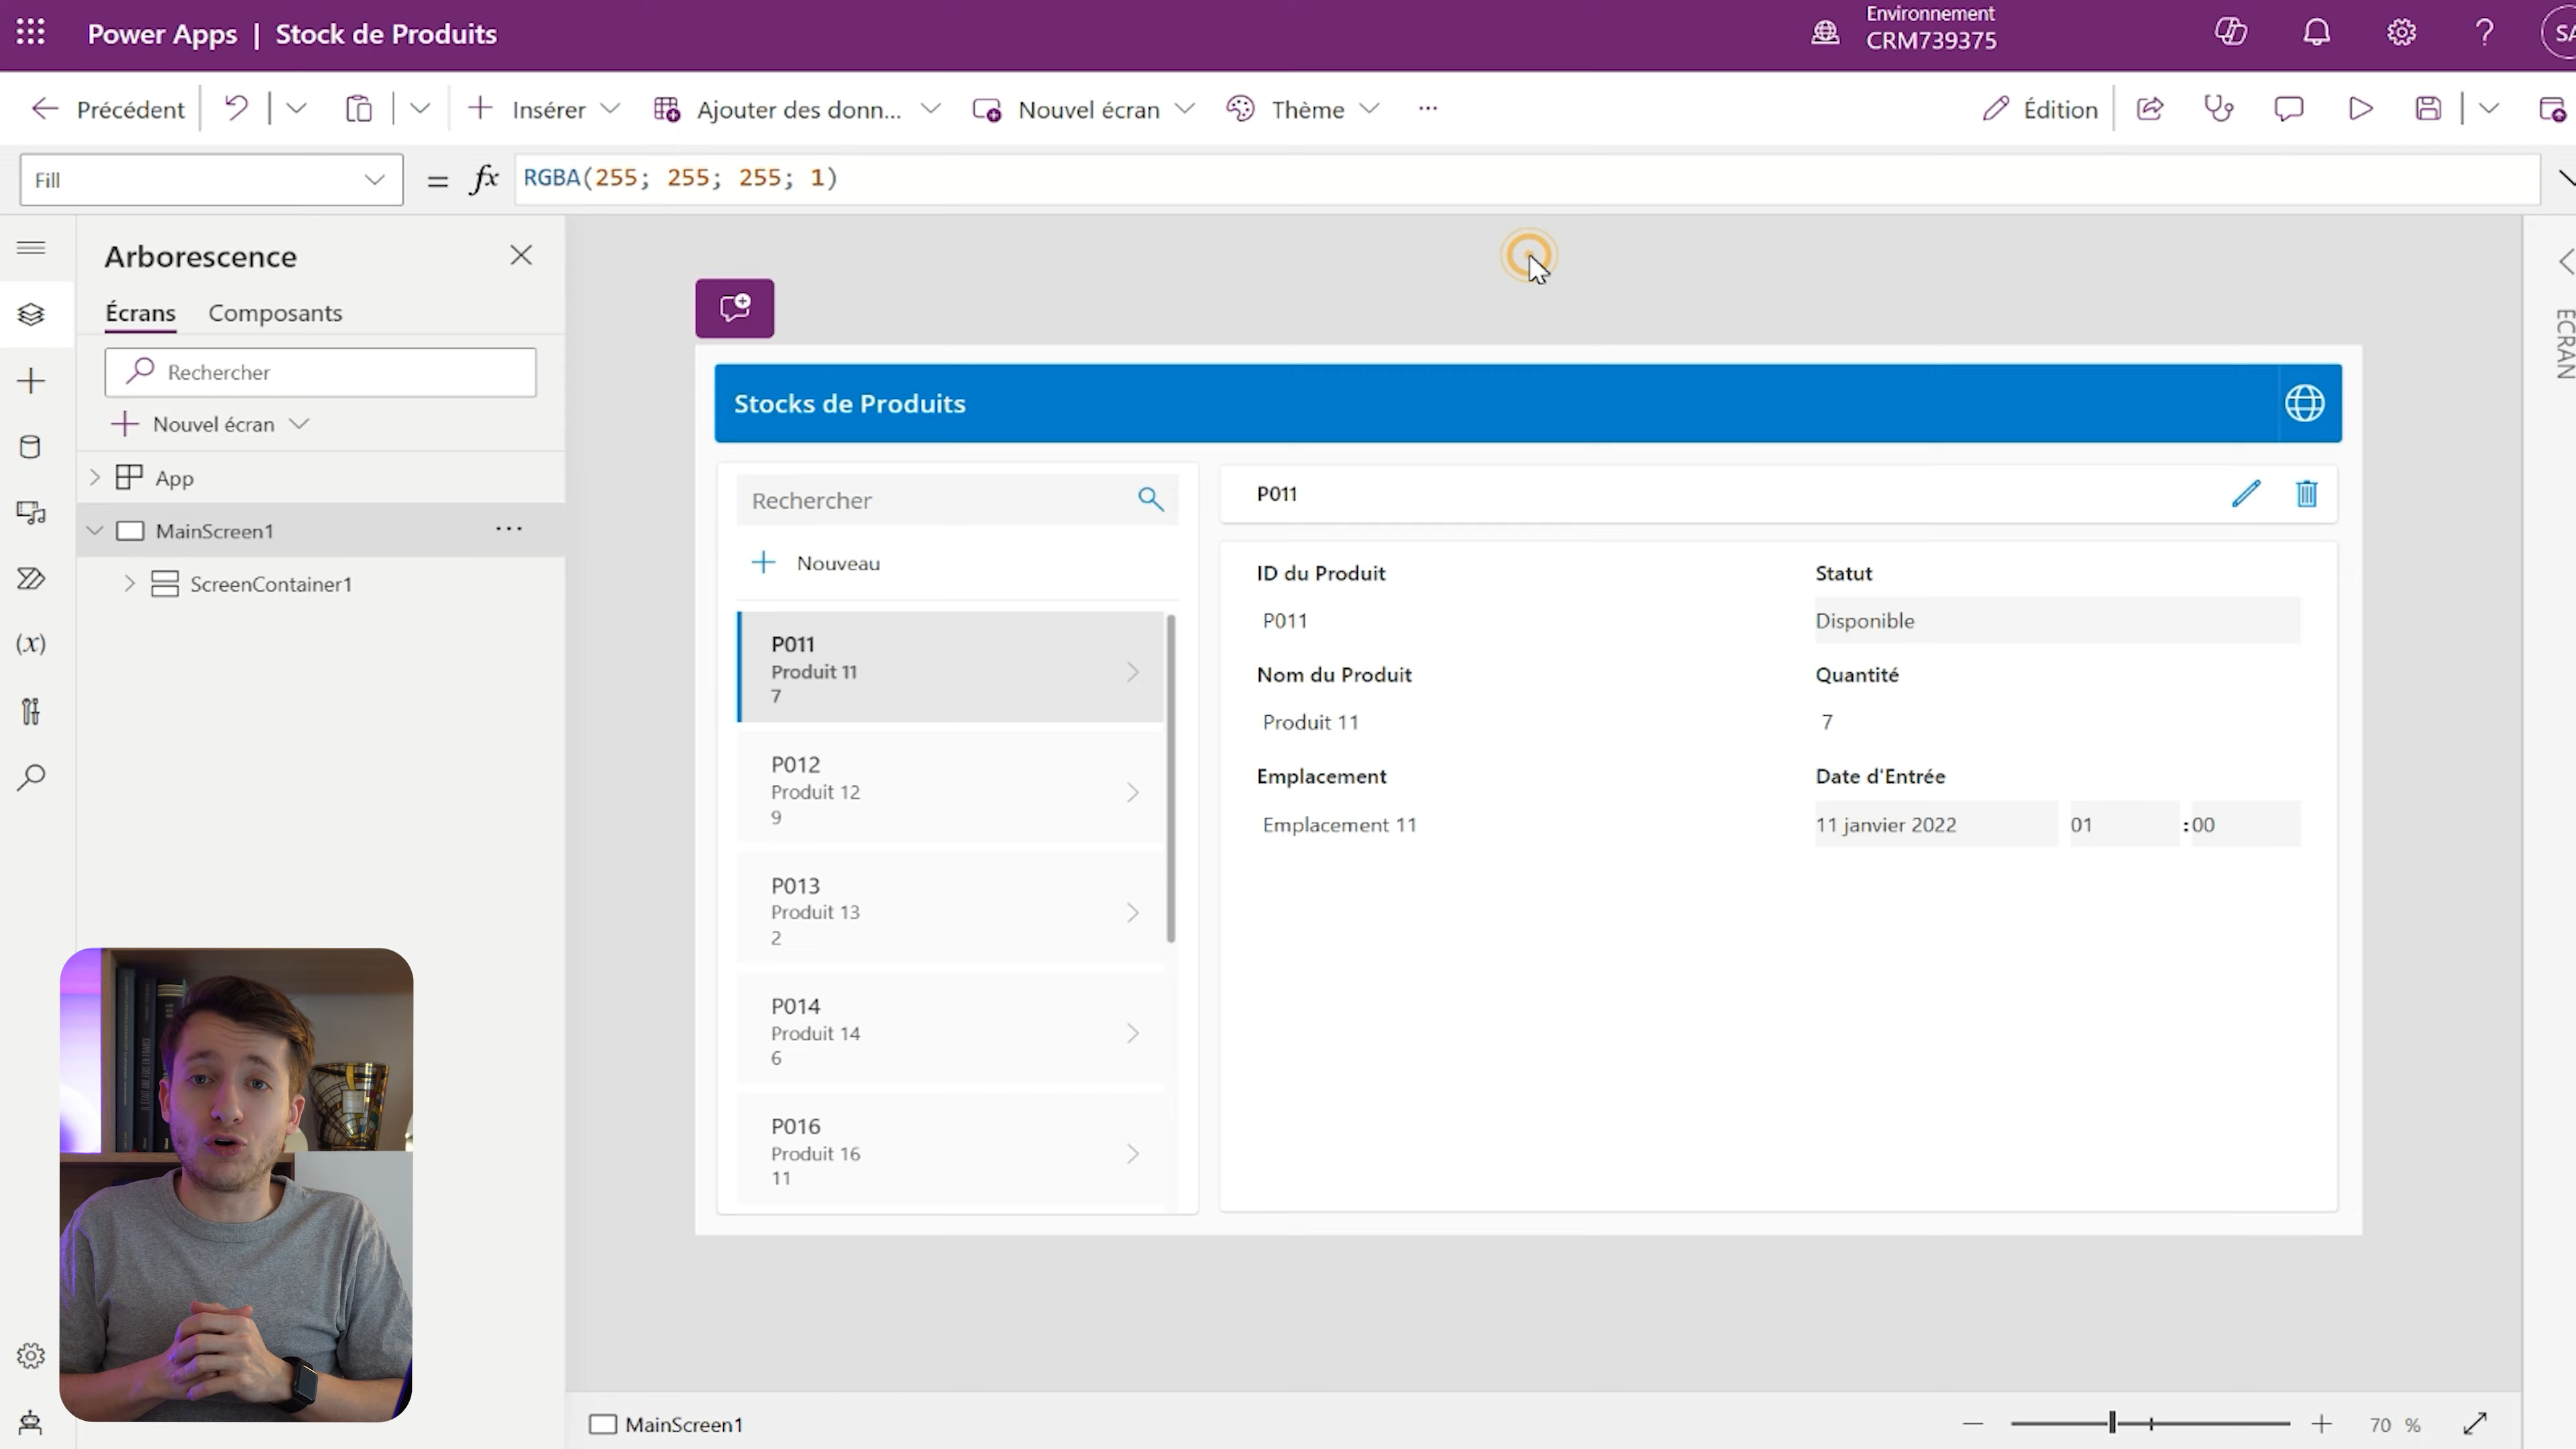 Power Apps | Stock de Produits
Environnement
CRM739375
SA
Précédent
Insérer
Ajouter des donn...
Nouvel écran
Thème
...
Édition
Fill
= fx RGBA(255; 255; 255; 1)
Arborescence
Écrans
Composants
Rechercher
Nouvel écran
App
MainScreen1
...
ScreenContainer1
(x)
ECRAN
Stocks de Produits
Rechercher
Nouveau
P011
Produit 11
7
P012
Produit 12
9
P013
Produit 13
2
P014
Produit 14
6
P016
Produit 16
11
P011
ID du Produit
P011
Statut
Disponible
Nom du Produit
Produit 11
Quantité
7
Emplacement
Emplacement 11
Date d'Entrée
11 janvier 2022 01 :00
MainScreen1
70 %